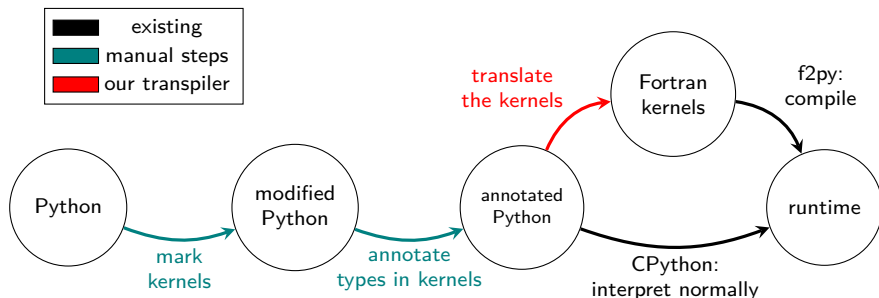 existing
manual steps
our transpiler
translate
the kernels
Fortran
kernels
f2py:
compile
Python
modified
Python
annotated
Python
runtime
mark
kernels
annotate
types in kernels
CPython:
interpret normally